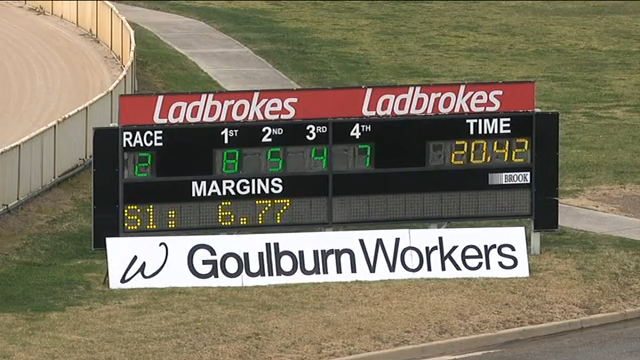 Ladbrokes Ladbrokes
RACE 1ST 2ND 3RD 4TH TIME
2 8 5 4 7 20.42
MARGINS BROOK
S1: 6.77
w Goulburn Workers